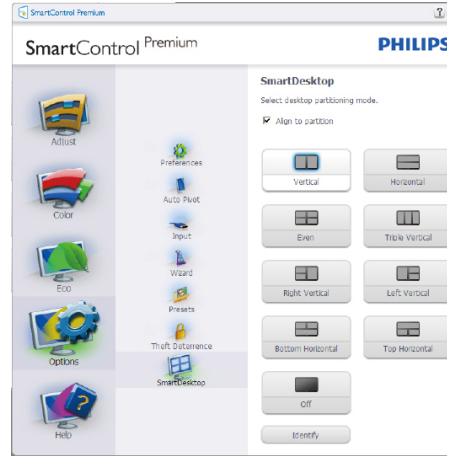 SmartControl Premium
?
SmartControl Premium
PHILIPS
Adjust
Color
Eco
Options
Help
Preferences
Auto Pivot
Input
Wizard
Presets
Theft Deterrence
SmartDesktop
SmartDesktop
Select desktop partitioning mode.
Align to partition
Vertical
Horizontal
Even
Triple Vertical
Right Vertical
Left Vertical
Bottom Horizontal
Top Horizontal
Off
Identify